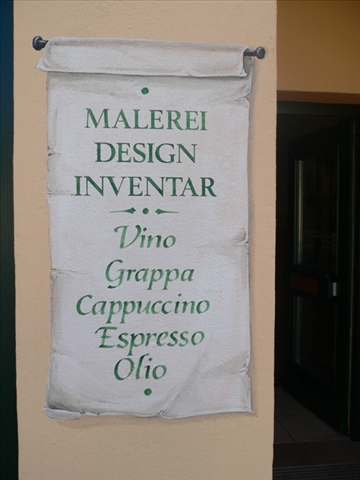 MALEREI
DESIGN
INVENTAR
Vino
Grappa
Cappuccino
Espresso
Olio